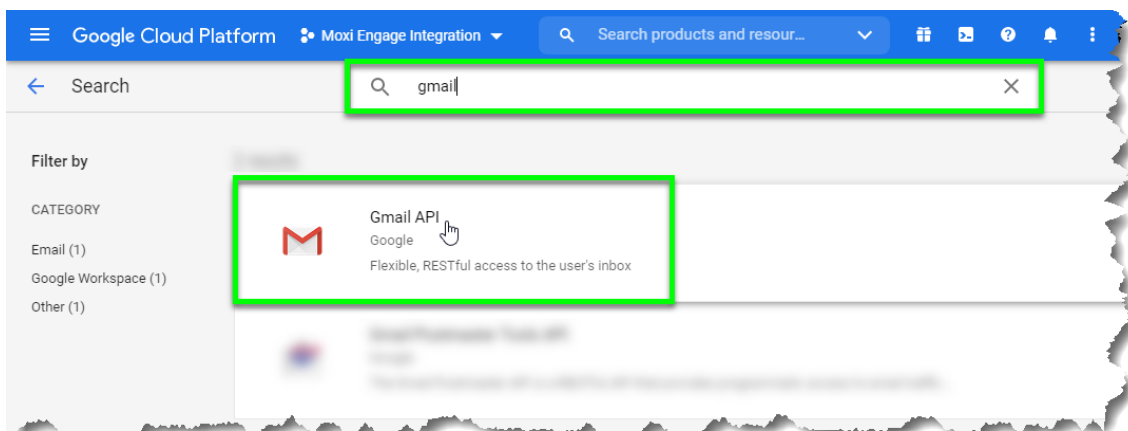 Google Cloud Platform Moxi Engage Integration Search products and resour...
Search gmail
Filter by
CATEGORY
Email (1)
Google Workspace (1)
Other (1)
Gmail API
Google
Flexible, RESTful access to the user's inbox